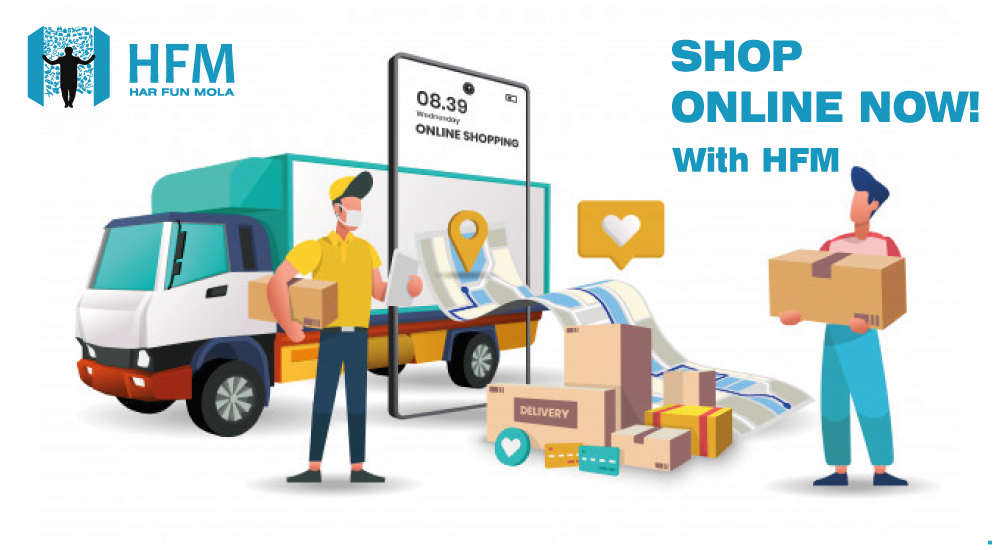 HFM
HAR FUN MOLA
SHOP
ONLINE NOW!
With HFM
08.39
Wednesday
ONLINE SHOPPING
DELIVERY